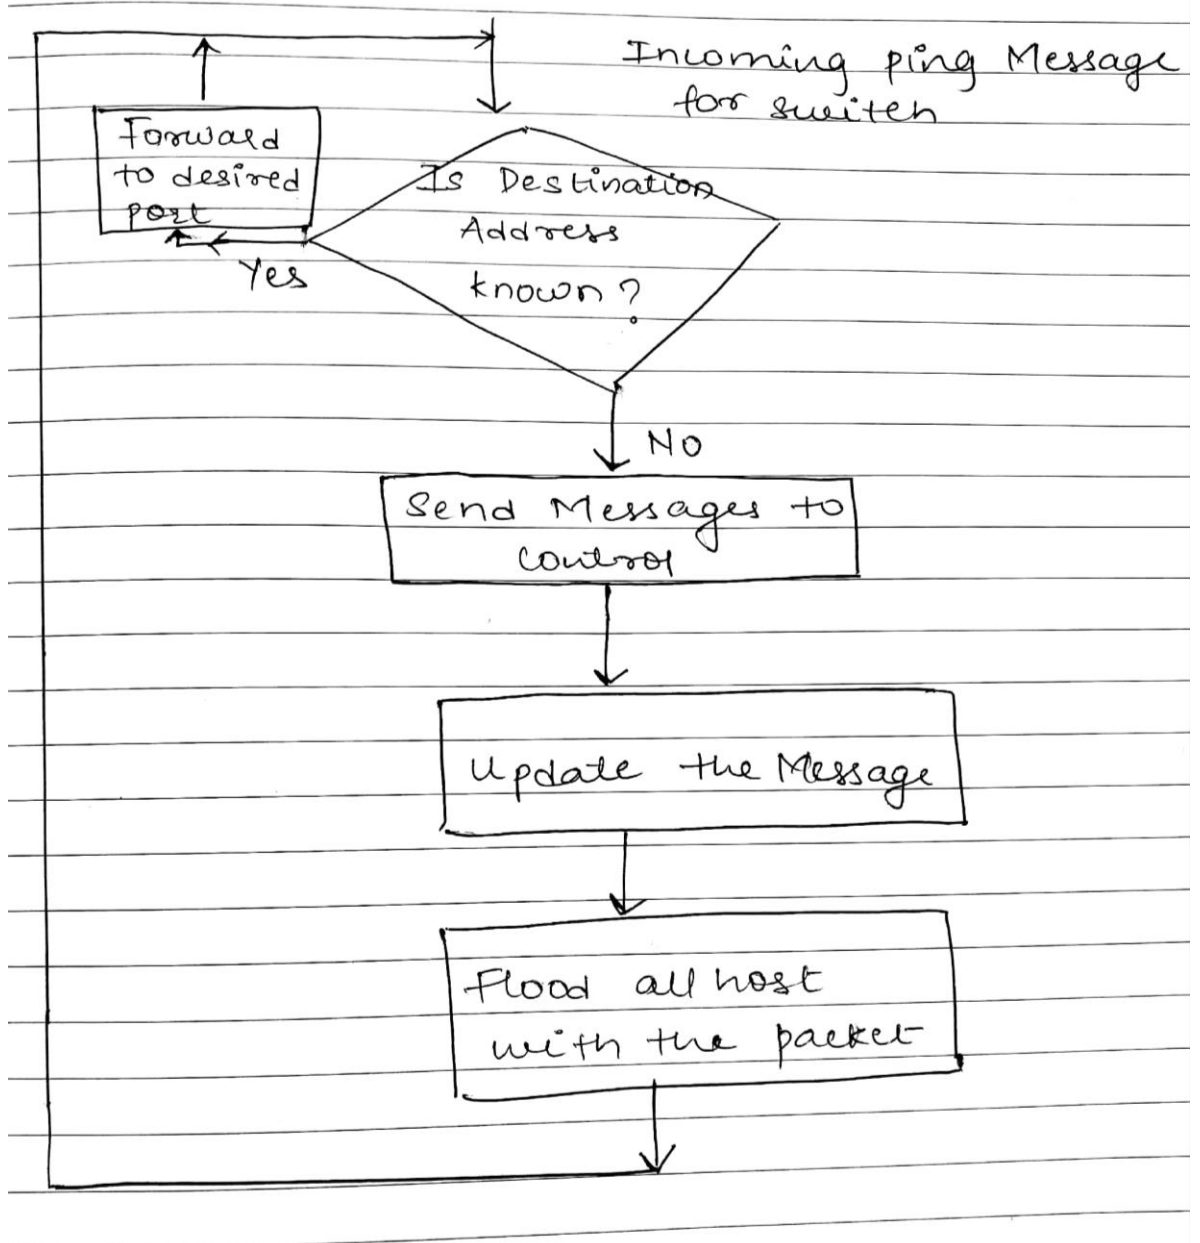 Incoming ping Message
for switch
Forward
to desired
port
Is Destination
Address
known?
Yes
NO
Send Messages to
control
Update the Message
Flood all host
with the packet